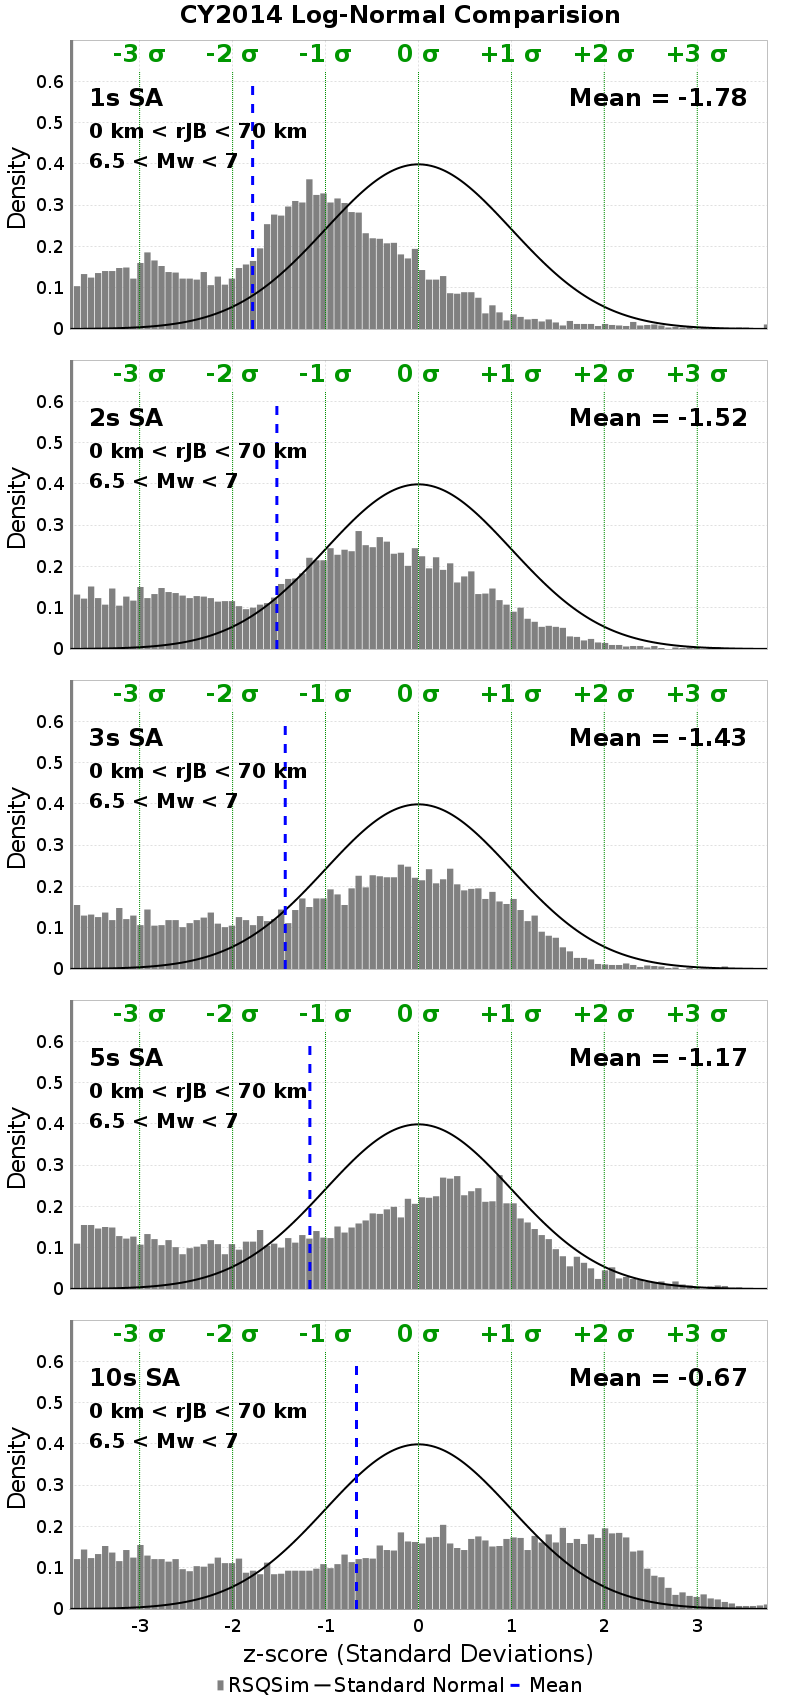 CY2014 Log-Normal Comparision
-3 σ -2 σ -1 σ 0 σ +1 σ +2 σ +3 σ
0.6
1s SA Mean = -1.78
0.5
0 km < rJB < 70 km
6.5 < Mw < 7
0.4
0.3
0.2
0.1
0
Density
-3 σ -2 σ -1 σ 0 σ +1 σ +2 σ +3 σ
0.6
2s SA Mean = -1.52
0.5
0 km < rJB < 70 km
6.5 < Mw < 7
0.4
0.3
0.2
0.1
0
Density
-3 σ -2 σ -1 σ 0 σ +1 σ +2 σ +3 σ
0.6
3s SA Mean = -1.43
0.5
0 km < rJB < 70 km
6.5 < Mw < 7
0.4
0.3
0.2
0.1
0
Density
-3 σ -2 σ -1 σ 0 σ +1 σ +2 σ +3 σ
0.6
5s SA Mean = -1.17
0.5
0 km < rJB < 70 km
6.5 < Mw < 7
0.4
0.3
0.2
0.1
0
Density
-3 σ -2 σ -1 σ 0 σ +1 σ +2 σ +3 σ
0.6
10s SA Mean = -0.67
0.5
0 km < rJB < 70 km
6.5 < Mw < 7
0.4
0.3
0.2
0.1
0
Density
-3 -2 -1 0 1 2 3
z-score (Standard Deviations)
RSQSim Standard Normal Mean